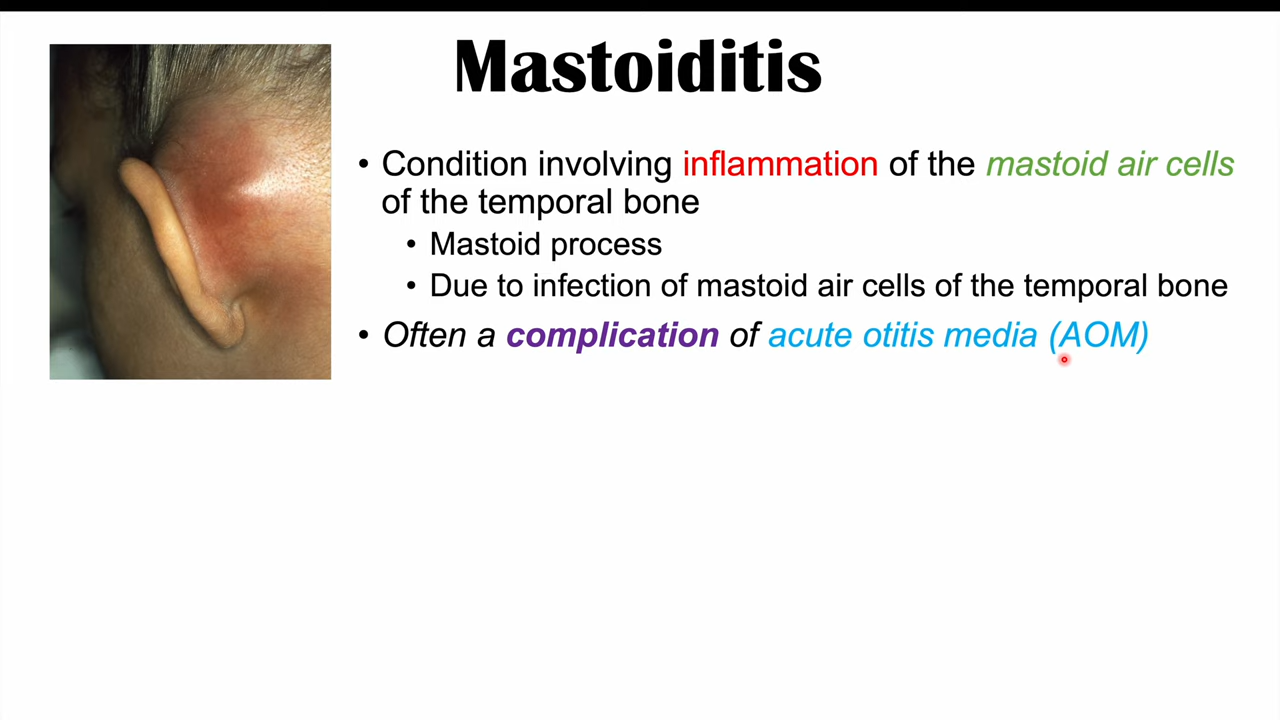 Mastoiditis
• Condition involving inflammation of the mastoid air cells
of the temporal bone
• Mastoid process
• Due to infection of mastoid air cells of the temporal bone
• Often a complication of acute otitis media (AOM)